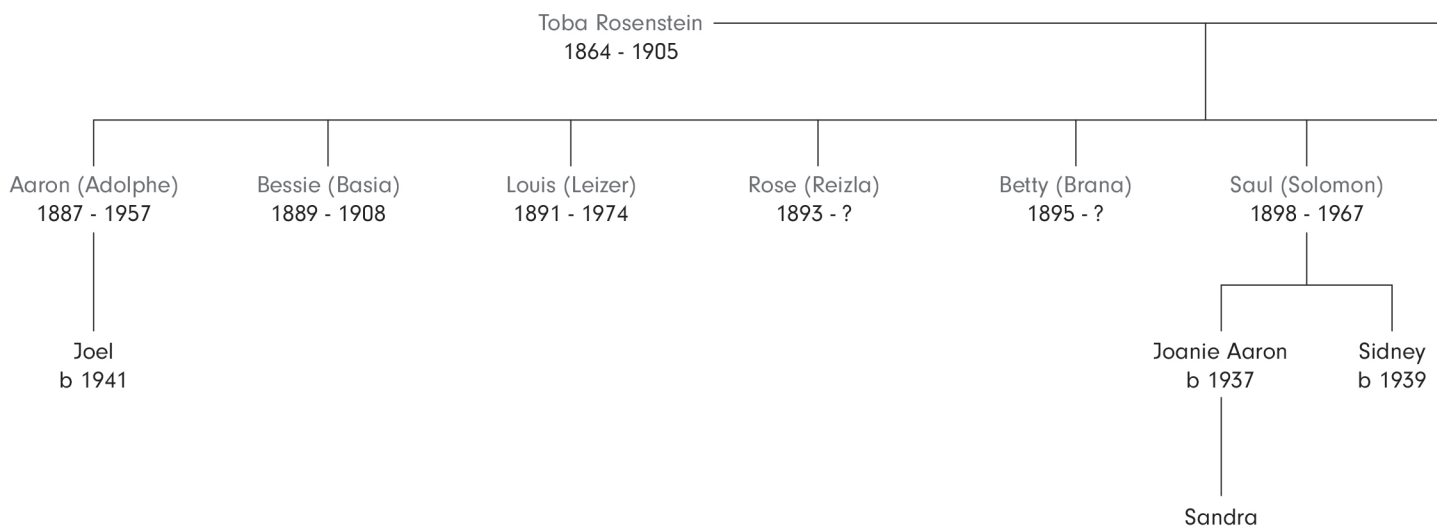 Toba Rosenstein
1864 - 1905
Aaron (Adolphe)
1887 - 1957
Bessie (Basia)
1889 - 1908
Louis (Leizer)
1891 - 1974
Rose (Reizla)
1893 - ?
Betty (Brana)
1895 - ?
Saul (Solomon)
1898 - 1967
Joel
b 1941
Joanie Aaron
b 1937
Sidney
b 1939
Sandra